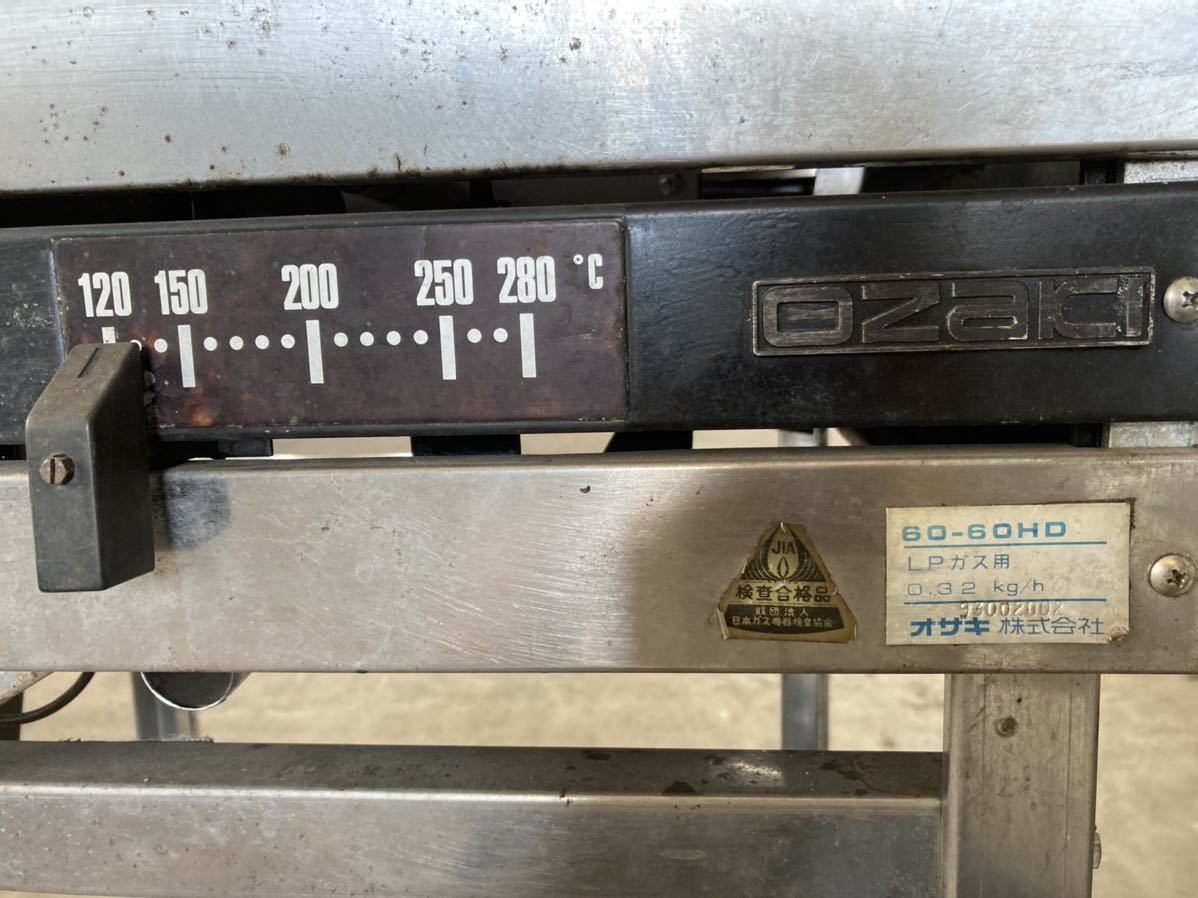 120 150 200 250 280 °C
OZAKI
JIA
検査合格品
財団法人
日本ガス機器検査協会
60-60HD
LPガス用
0.32 kg/h
93002002
オザキ 株式会社